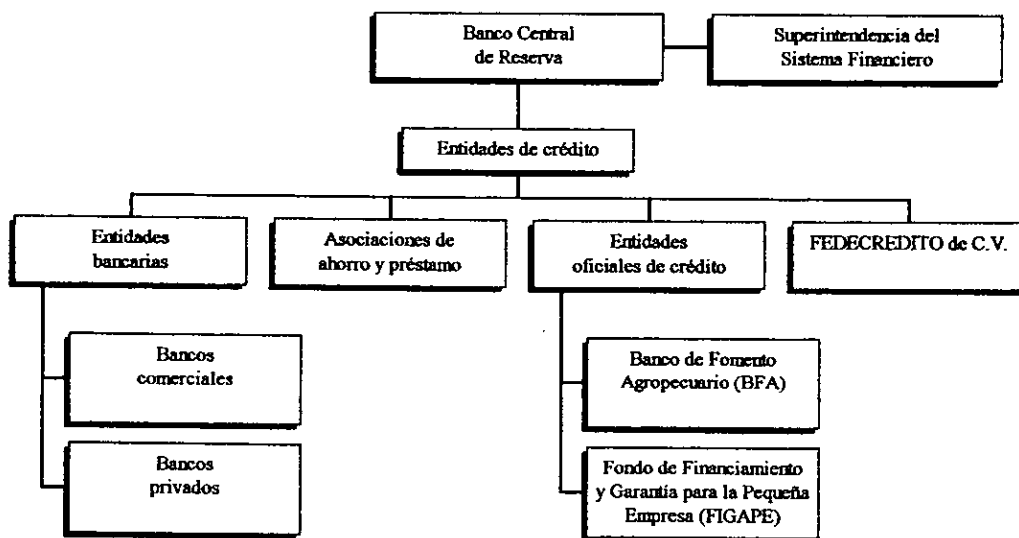 Banco Central
de Reserva
Superintendencia del
Sistema Financiero
Entidades de crédito
Entidades
bancarias
Asociaciones de
ahorro y préstamo
Entidades
oficiales de crédito
FEDECREDITO de C.V.
Bancos
comerciales
Banco de Fomento
Agropecuario (BFA)
Bancos
privados
Fondo de Financiamiento
y Garantía para la Pequeña
Empresa (FIGAPE)